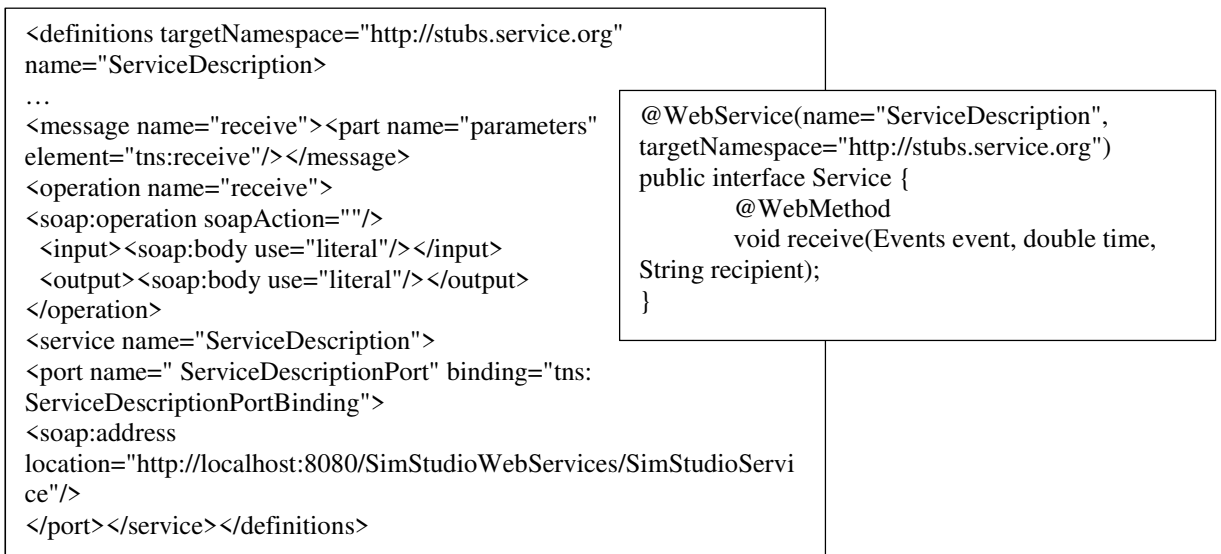 <definitions targetNamespace="http://stubs.service.org"
name="ServiceDescription>
…
<message name="receive"><part name="parameters"
element="tns:receive"/></message>
<operation name="receive">
<soap:operation soapAction=""/>
<input><soap:body use="literal"/></input>
<output><soap:body use="literal"/></output>
</operation>
<service name="ServiceDescription">
<port name=" ServiceDescriptionPort" binding="tns:
ServiceDescriptionPortBinding">
<soap:address
location="http://localhost:8080/SimStudioWebServices/SimStudioServi
ce"/>
</port></service></definitions>
@WebService(name="ServiceDescription",
targetNamespace="http://stubs.service.org")
public interface Service {
@WebMethod
void receive(Events event, double time,
String recipient);
}